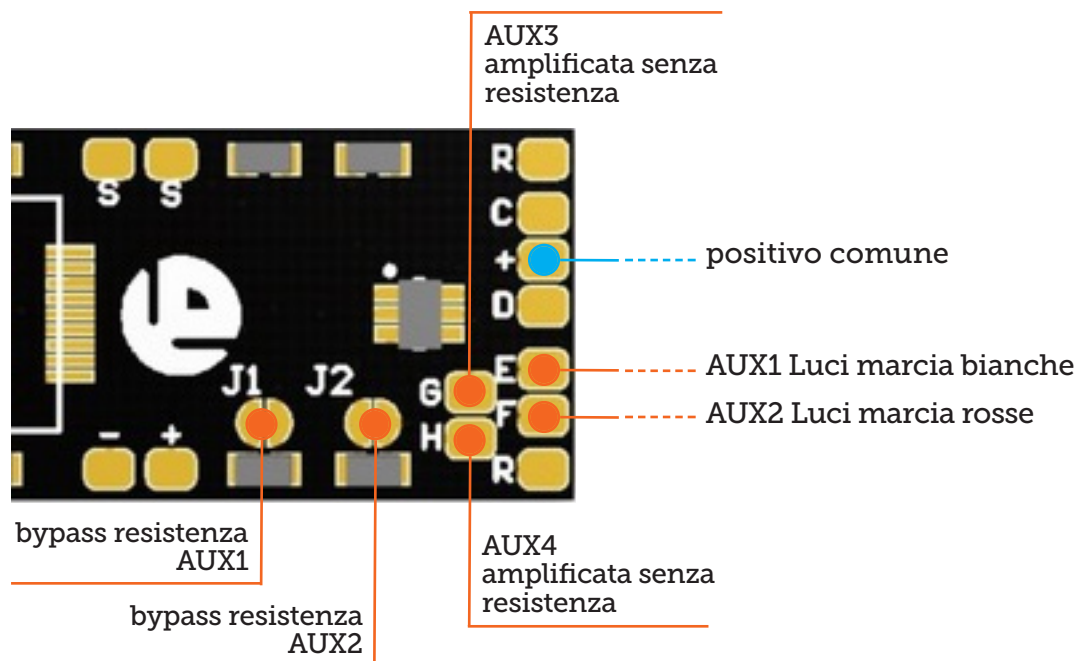 AUX3
amplificata senza
resistenza
R
S S
C
+
positivo comune
D
J1 J2
E
AUX1 Luci marcia bianche
G
F
AUX2 Luci marcia rosse
H
- +
R
bypass resistenza
AUX1
AUX4
amplificata senza
resistenza
bypass resistenza
AUX2